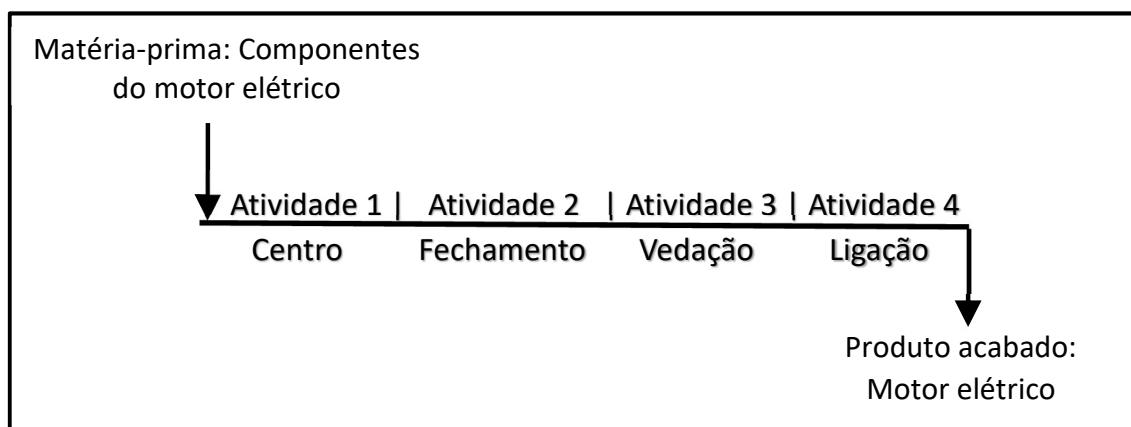 Matéria-prima: Componentes
do motor elétrico
Atividade 1 | Atividade 2 | Atividade 3 | Atividade 4
Centro Fechamento Vedação Ligação
Produto acabado:
Motor elétrico